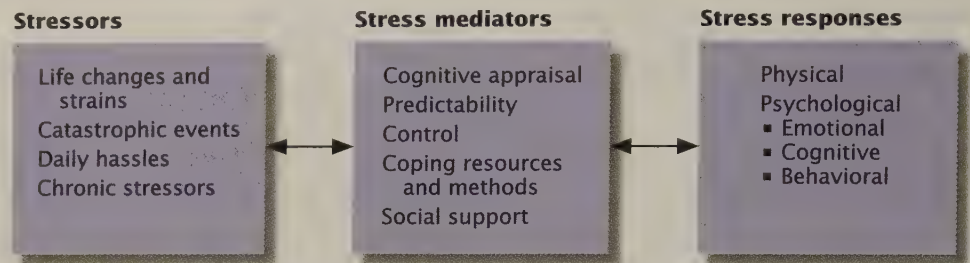 Stressors
Life changes and
strains
Catastrophic events
Daily hassles
Chronic stressors
Stress mediators
Cognitive appraisal
Predictability
Control
Coping resources
and methods
Social support
Stress responses
Physical
Psychological
▪ Emotional
▪ Cognitive
▪ Behavioral